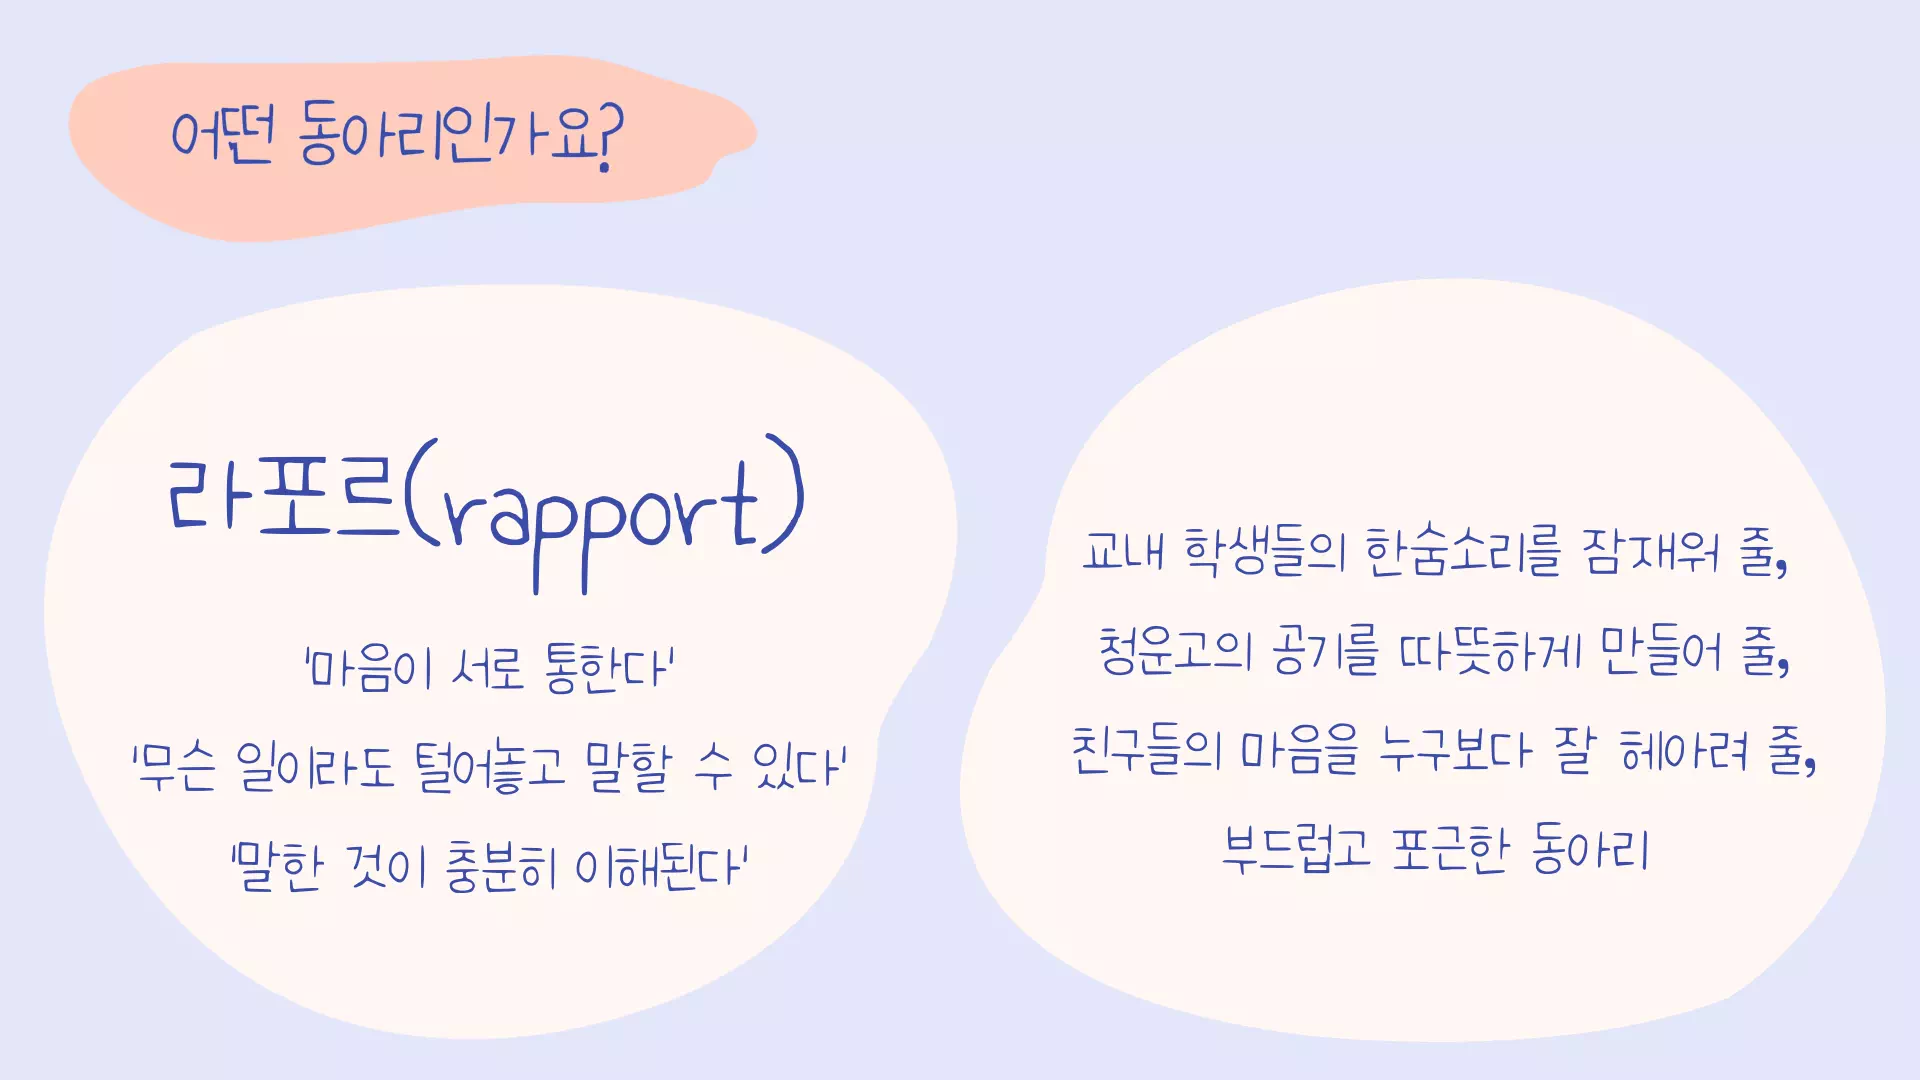 어떤 동아리인가요?
라포르(rapport)
'마음이 서로 통한다'
'무슨 일이라도 털어놓고 말할 수 있다'
'말한 것이 충분히 이해된다'
교내 학생들의 한숨소리를 잠재워 줄,
청운고의 공기를 따뜻하게 만들어 줄,
친구들의 마음을 누구보다 잘 헤아려 줄,
부드럽고 포근한 동아리